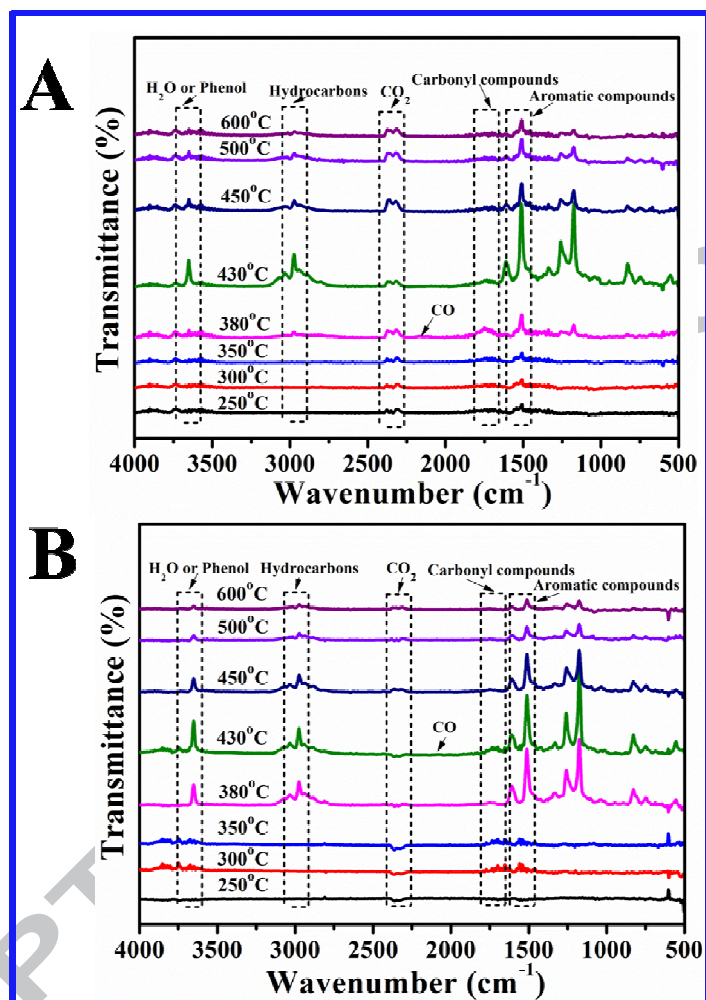 A
H2O or Phenol
Hydrocarbons
CO2
Carbonyl compounds
Aromatic compounds
600°C
500°C
450°C
430°C
380°C
350°C
300°C
250°C
CO
Transmittance (%)
4000 3500 3000 2500 2000 1500 1000 500
Wavenumber (cm-1)
B
H2O or Phenol
Hydrocarbons
CO2
Carbonyl compounds
Aromatic compounds
600°C
500°C
450°C
430°C
380°C
350°C
300°C
250°C
CO
Transmittance (%)
4000 3500 3000 2500 2000 1500 1000 500
Wavenumber (cm-1)
PT